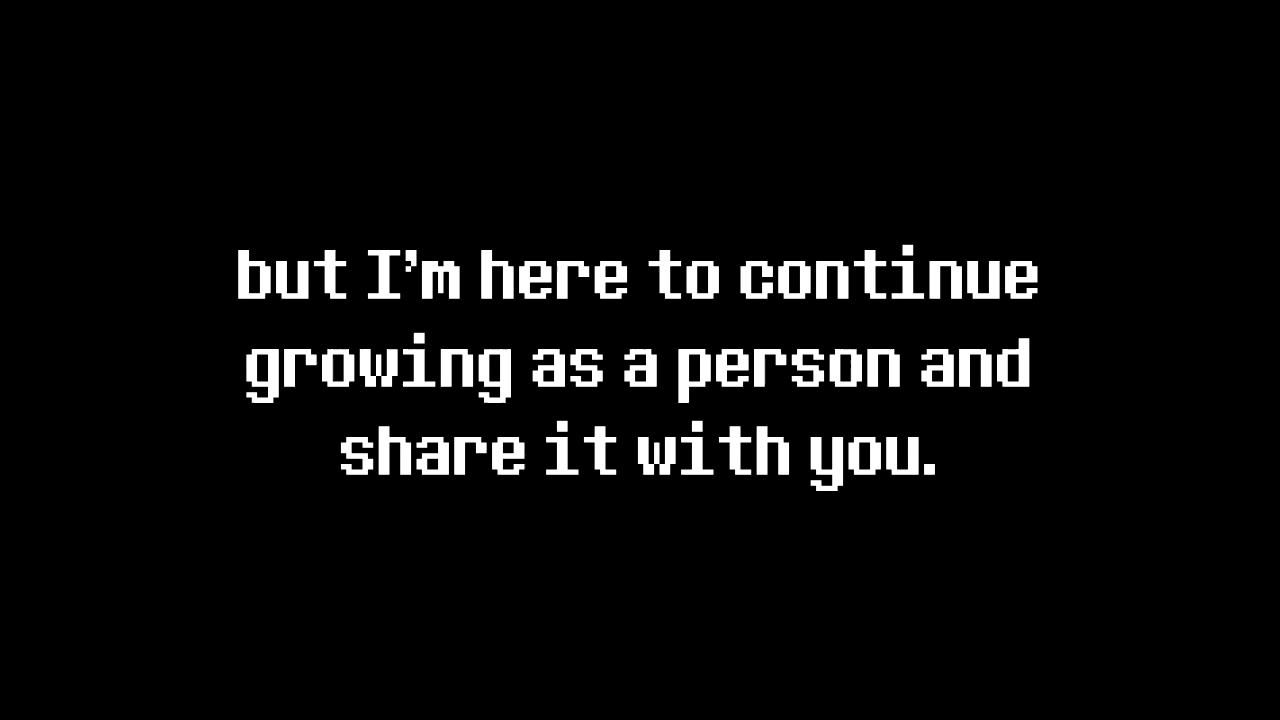 but I'm here to continue
growing as a person and
share it with you.